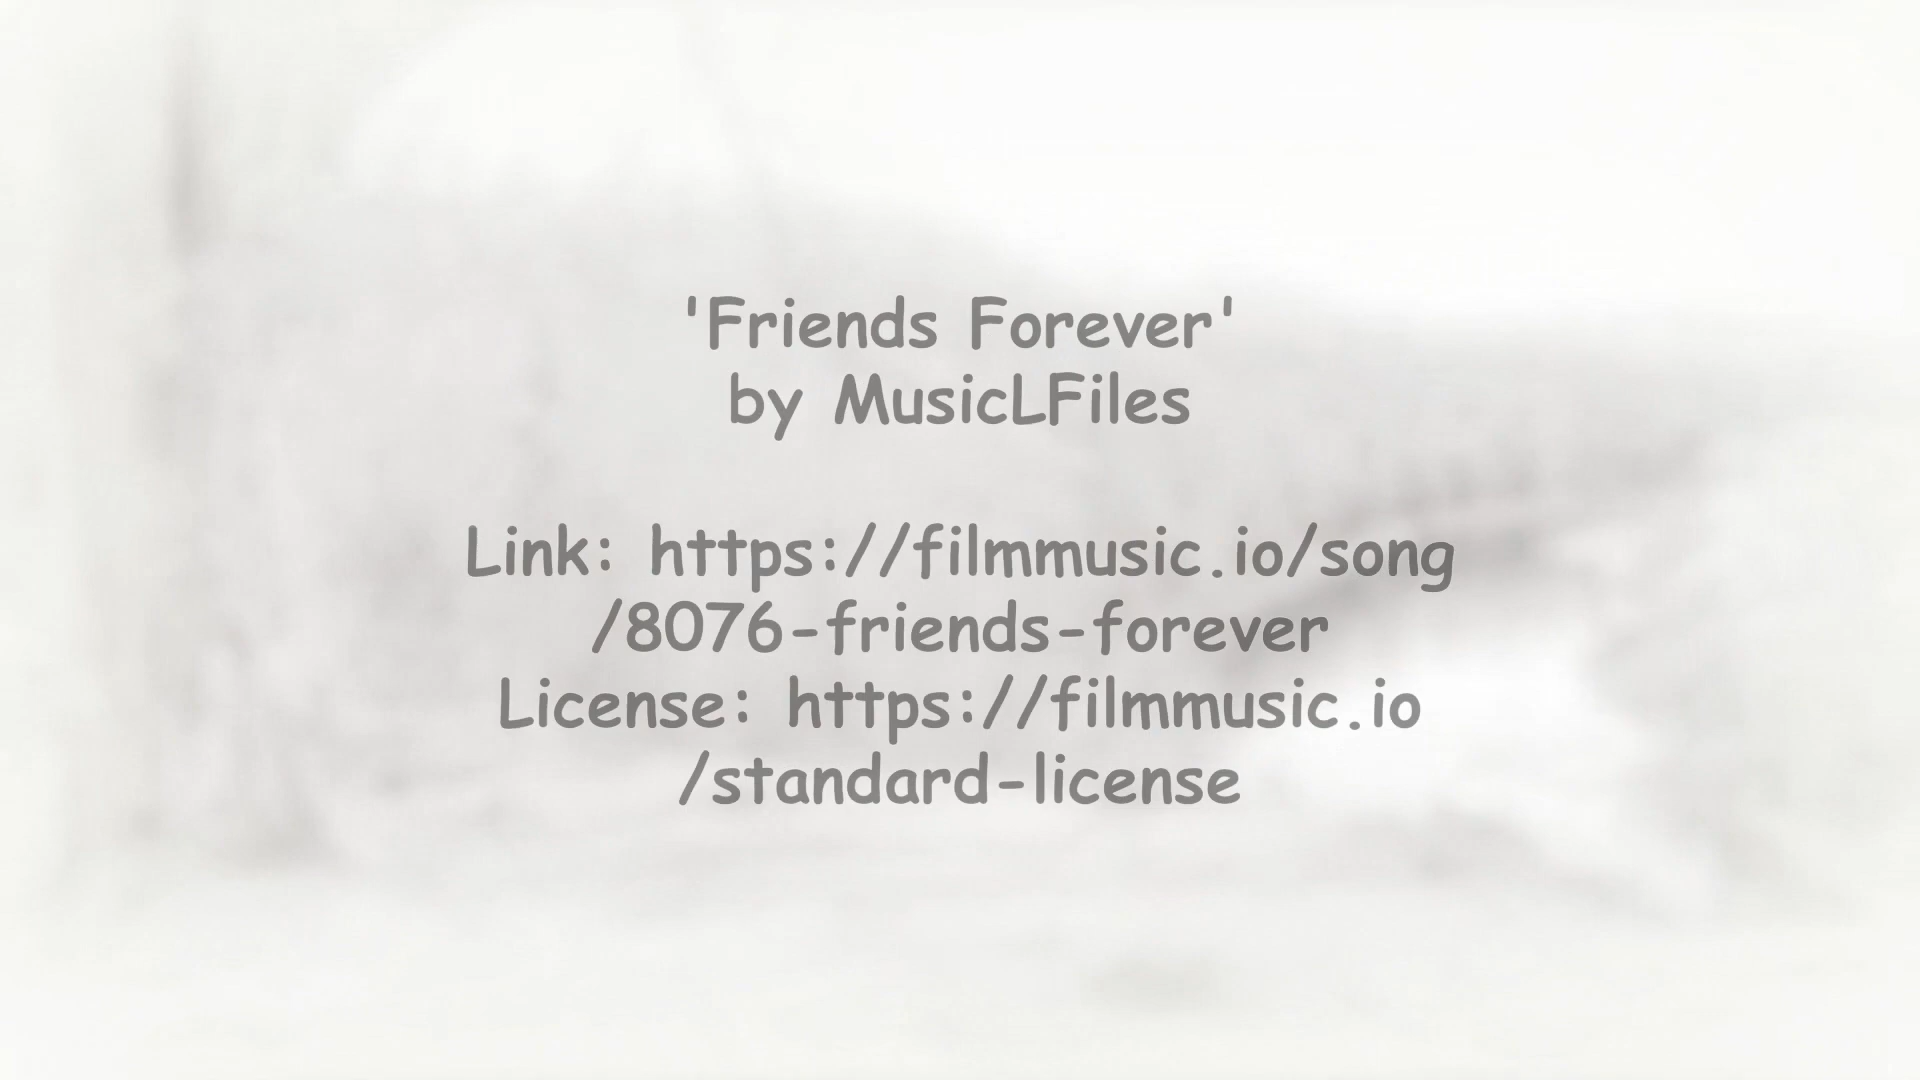 'Friends Forever'
by MusicLFiles
Link: https://filmmusic.io/song
/8076-friends-forever
License: https://filmmusic.io
/standard-license